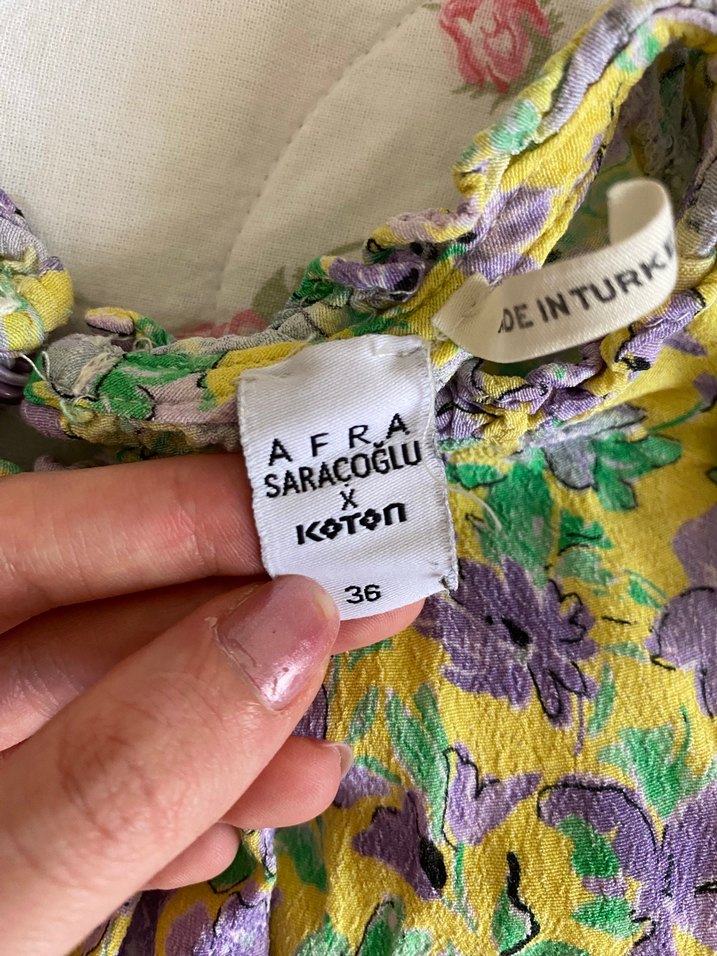 DE IN TURK
AFRA
SARAÇOĞLU
X
KOTON
36